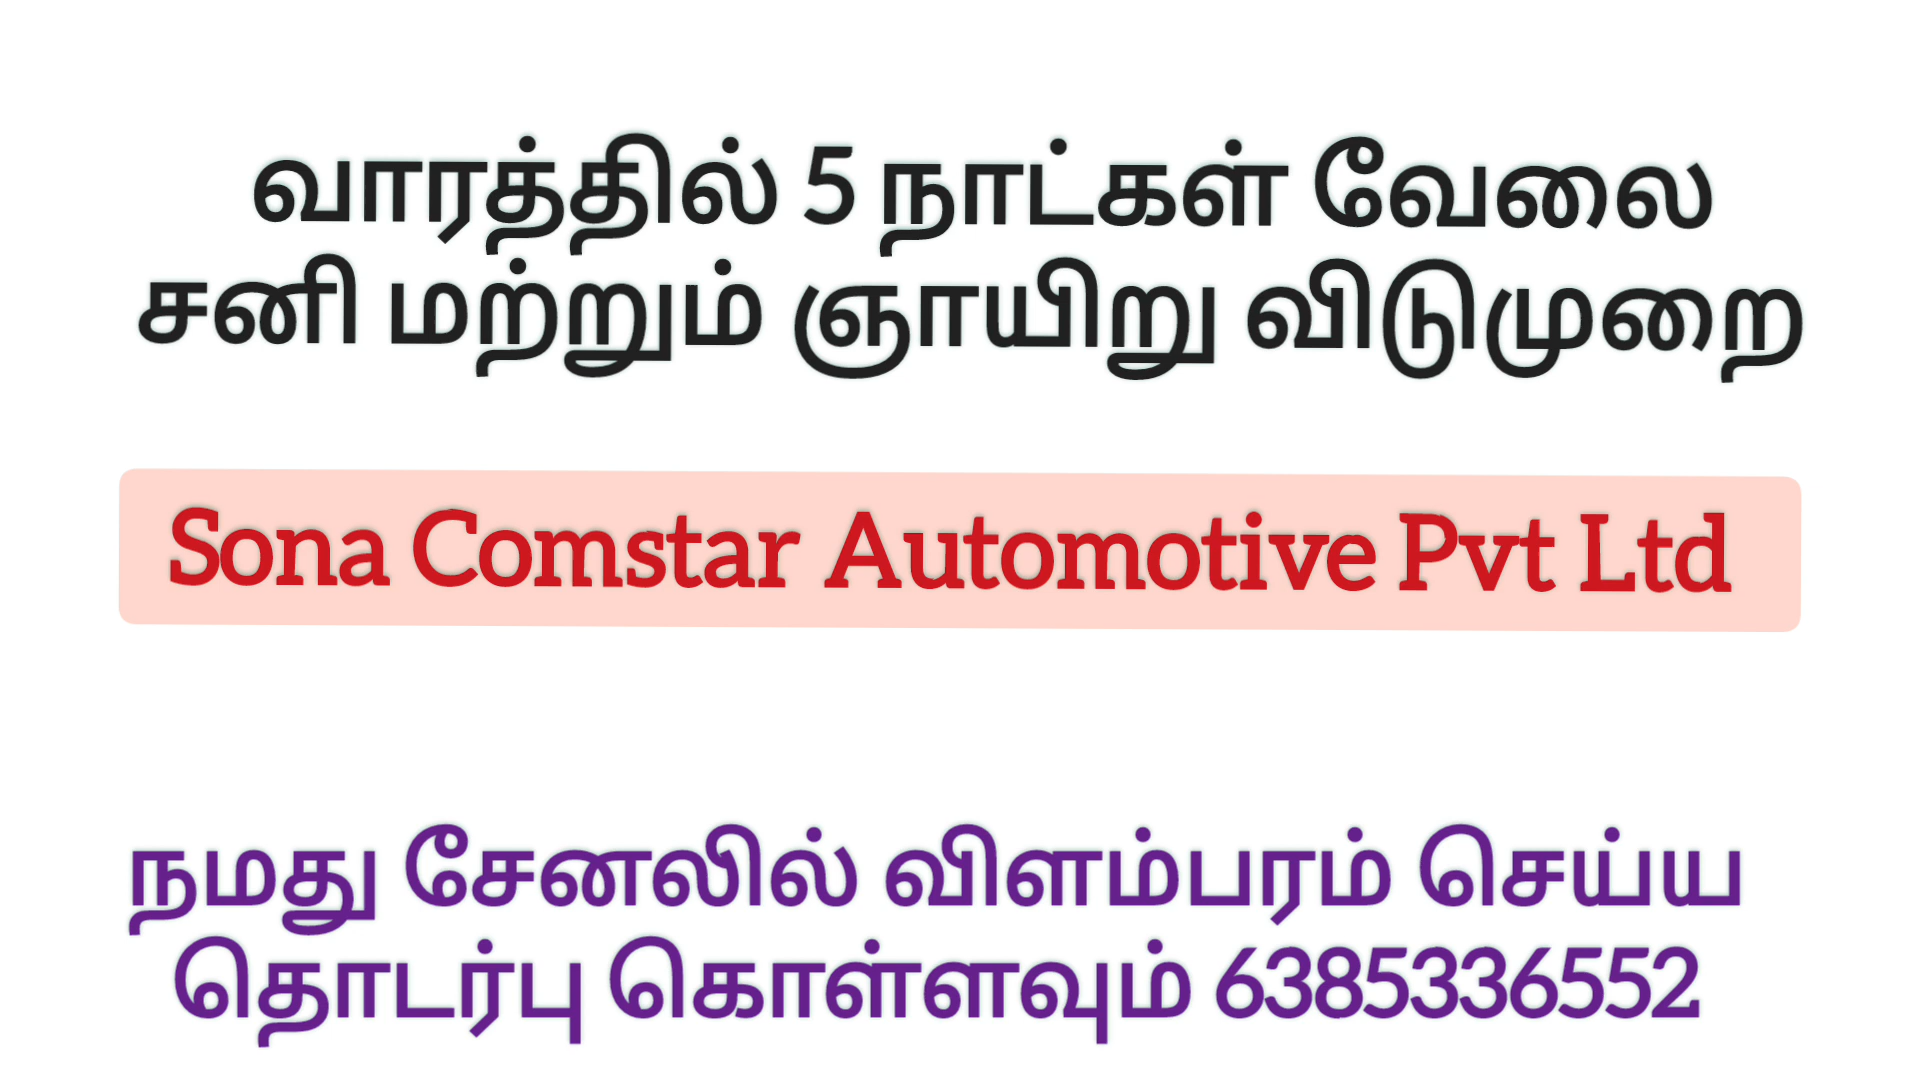 வாரத்தில் 5 நாட்கள் வேலை
சனி மற்றும் ஞாயிறு விடுமுறை
Sona Comstar Automotive Pvt Ltd
நமது சேனலில் விளம்பரம் செய்ய
தொடர்பு கொள்ளவும் 6385336552